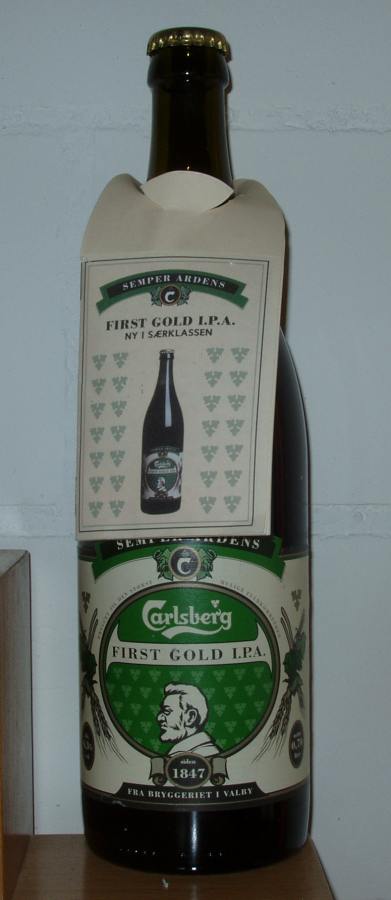 SEMPER ARDENS
C
FIRST GOLD I.P.A.
NY I SÆRKLASSEN
SEMPER ARDENS
C
Carlsberg
FIRST GOLD I.P.A.
siden
1847
FRA BRYGGERIET I VALBY